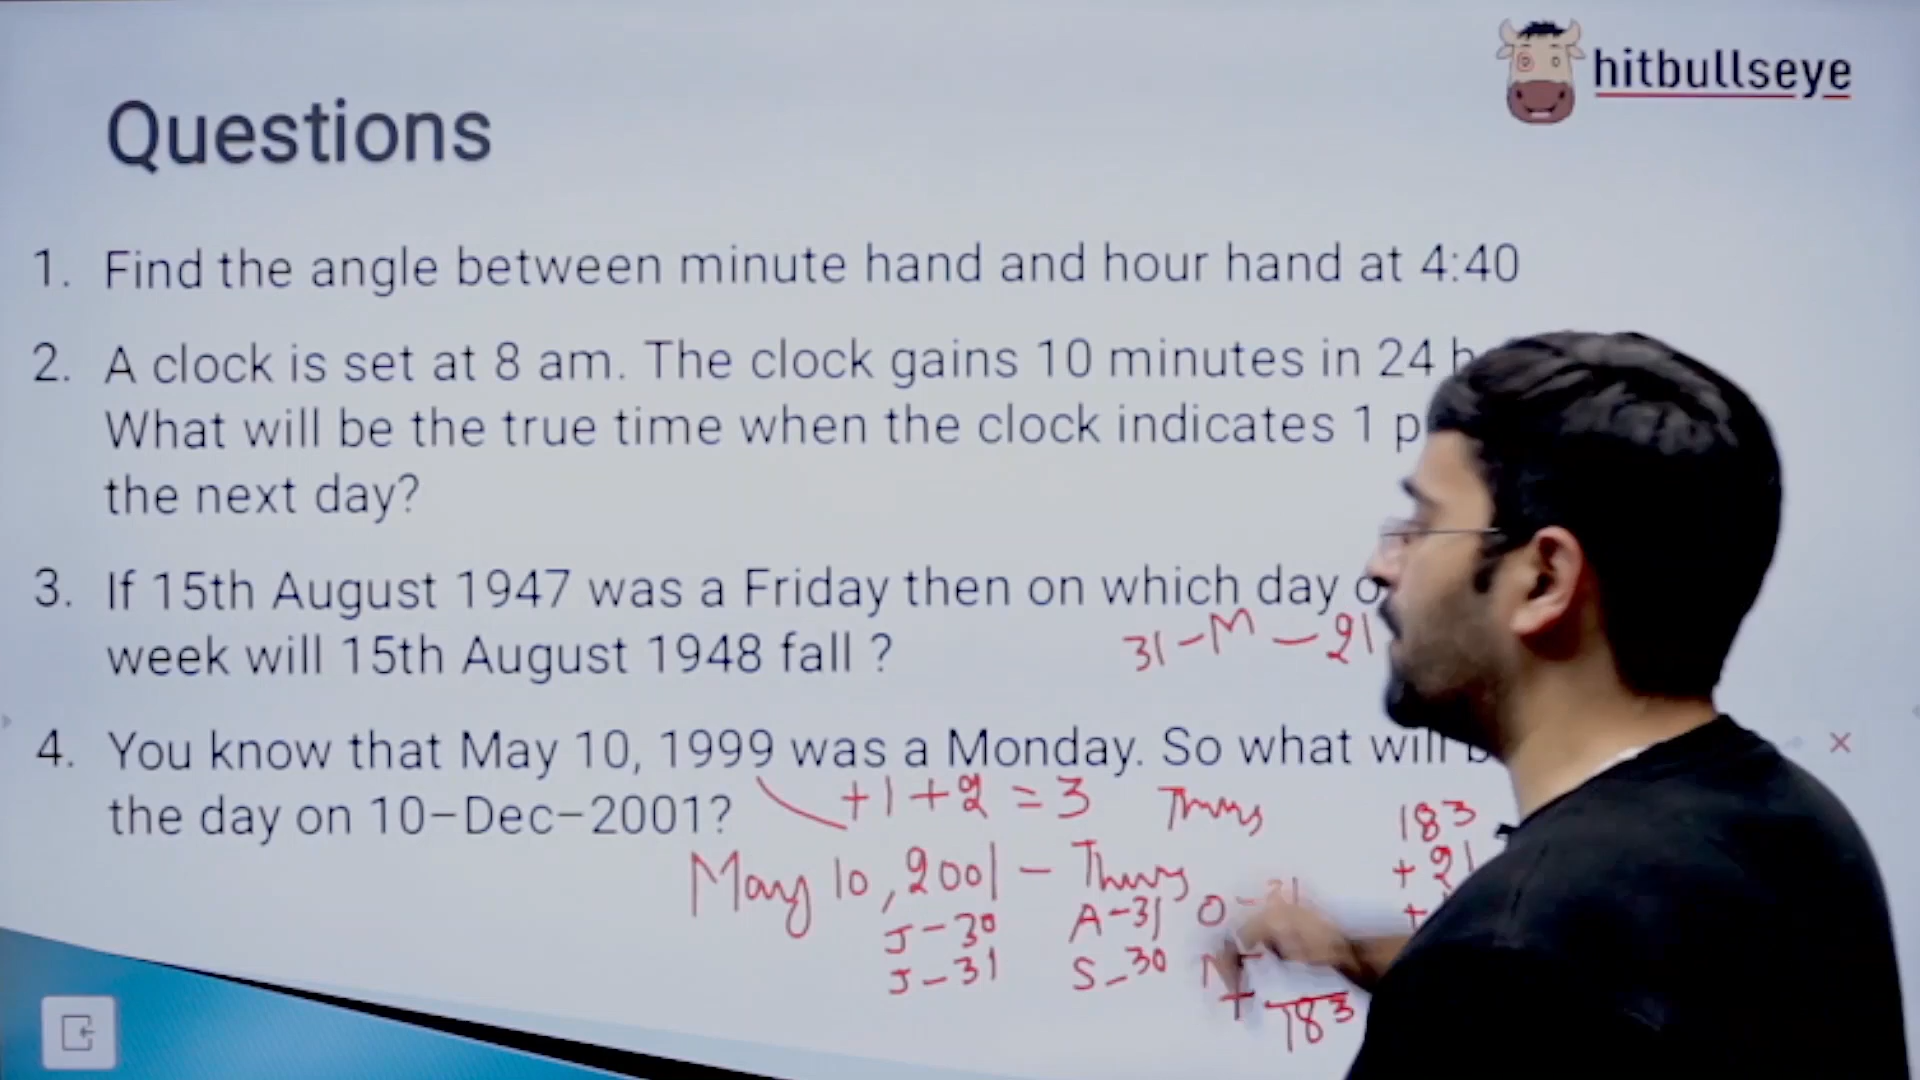 hitbullseye
Questions
1. Find the angle between minute hand and hour hand at 4:40
2. A clock is set at 8 am. The clock gains 10 minutes in 24
What will be the true time when the clock indicates 1
the next day?
3. If 15th August 1947 was a Friday then on which day
week will 15th August 1948 fall ?
31-M-21
4. You know that May 10, 1999 was a Monday. So what will
the day on 10-Dec-2001?
+1+2=3 Thurs
183
+21
+
May 10, 2001 - Thurs
J-30 A-31 O-31
J-31 S-30 N
+
183